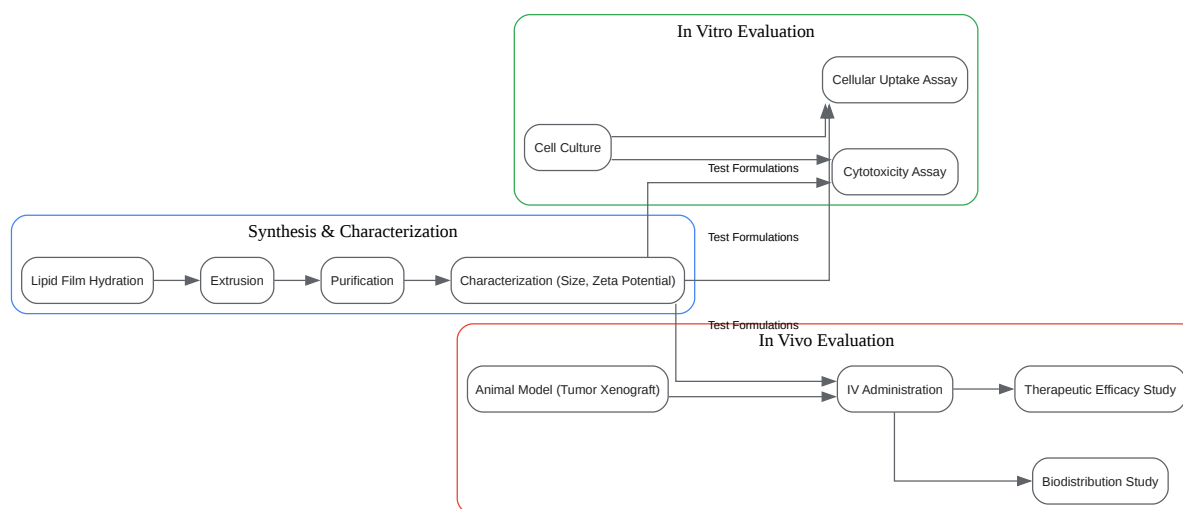 In Vitro Evaluation
Cellular Uptake Assay
Cell Culture
Test Formulations
Cytotoxicity Assay
Synthesis & Characterization
Test Formulations
Lipid Film Hydration
Extrusion
Purification
Characterization (Size, Zeta Potential)
Test Formulations
In Vivo Evaluation
Animal Model (Tumor Xenograft)
IV Administration
Therapeutic Efficacy Study
Biodistribution Study